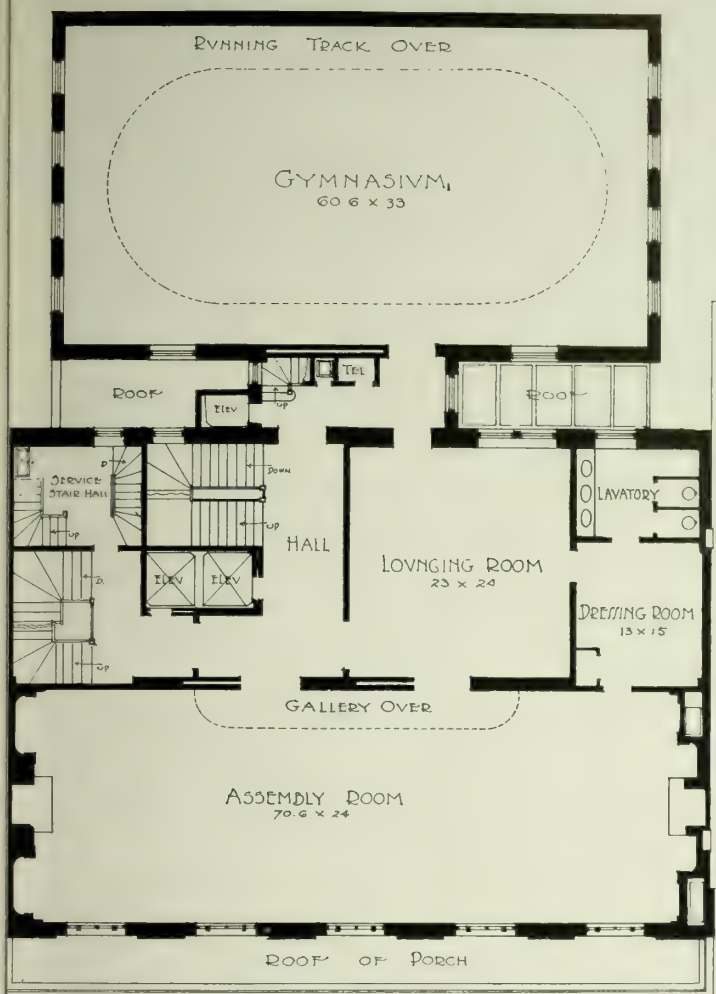 RVNNING TRACK OVER
GYMNASIVM
60 6 X 33
ROOF
ELEV
UP
TEL
ROOF
D
SERVICE
STAIR HALL
UP
DOWN
UP
HALL
ELEV
ELEV
LAVATORY
LOVNGING ROOM
23 X 24
D.
UP
DRESSING ROOM
13 X 15
GALLERY OVER
ASSEMBLY ROOM
70.6 X 24
ROOF OF PORCH